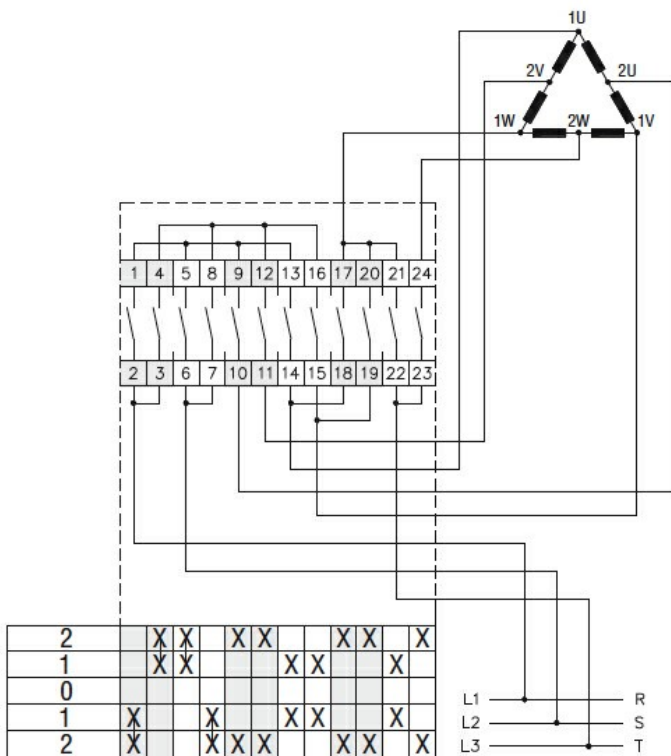 1U
2V 2U
1W 2W 1V
1 4 5 8 9 12 13 16 17 20 21 24
2 3 6 7 10 11 14 15 18 19 22 23
2 X X X X X X X
1 X X X X X
0
1 X X X X X
2 X X X X X X X
L1 R
L2 S
L3 T